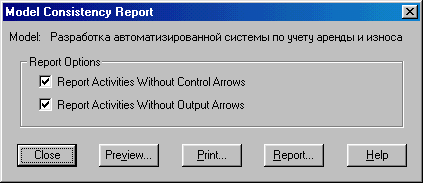 Model Consistency Report
Model: Разработка автоматизированной системы по учету аренды и износа
Report Options
Report Activities Without Control Arrows
Report Activities Without Output Arrows
Close Preview... Print... Report... Help